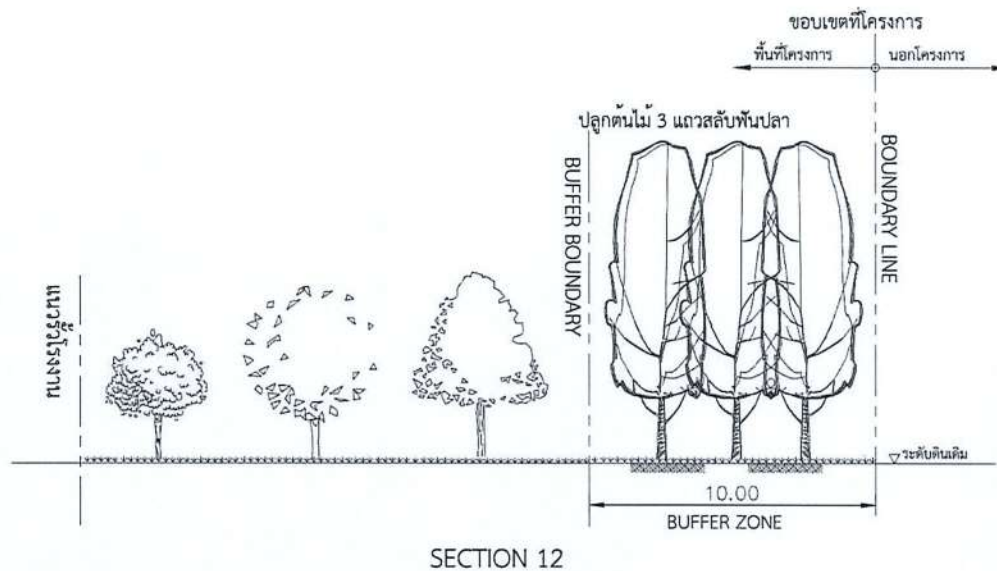 ขอบเขตที่โครงการ
พื้นที่โครงการ
นอกโครงการ
ปลูกต้นไม้ 3 แถวสลับฟันปลา
BUFFER BOUNDARY
BOUNDARY LINE
แนวรั้วโรงงาน
ระดับดินเดิม
10.00
BUFFER ZONE
SECTION 12